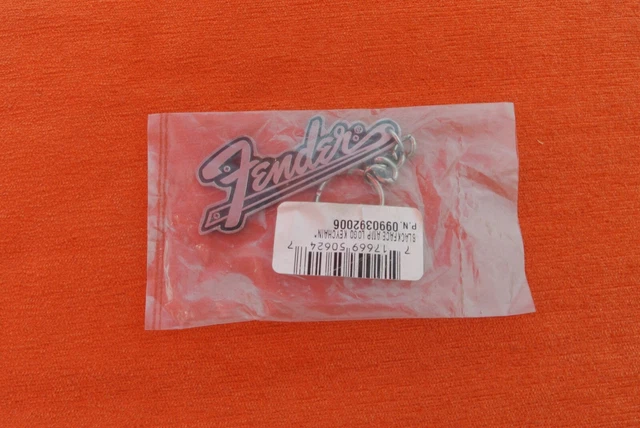 Fender®
P.N. 0990392006
BLACKFACE AMP LOGO KEYCHAIN*
7 17669 50624 7